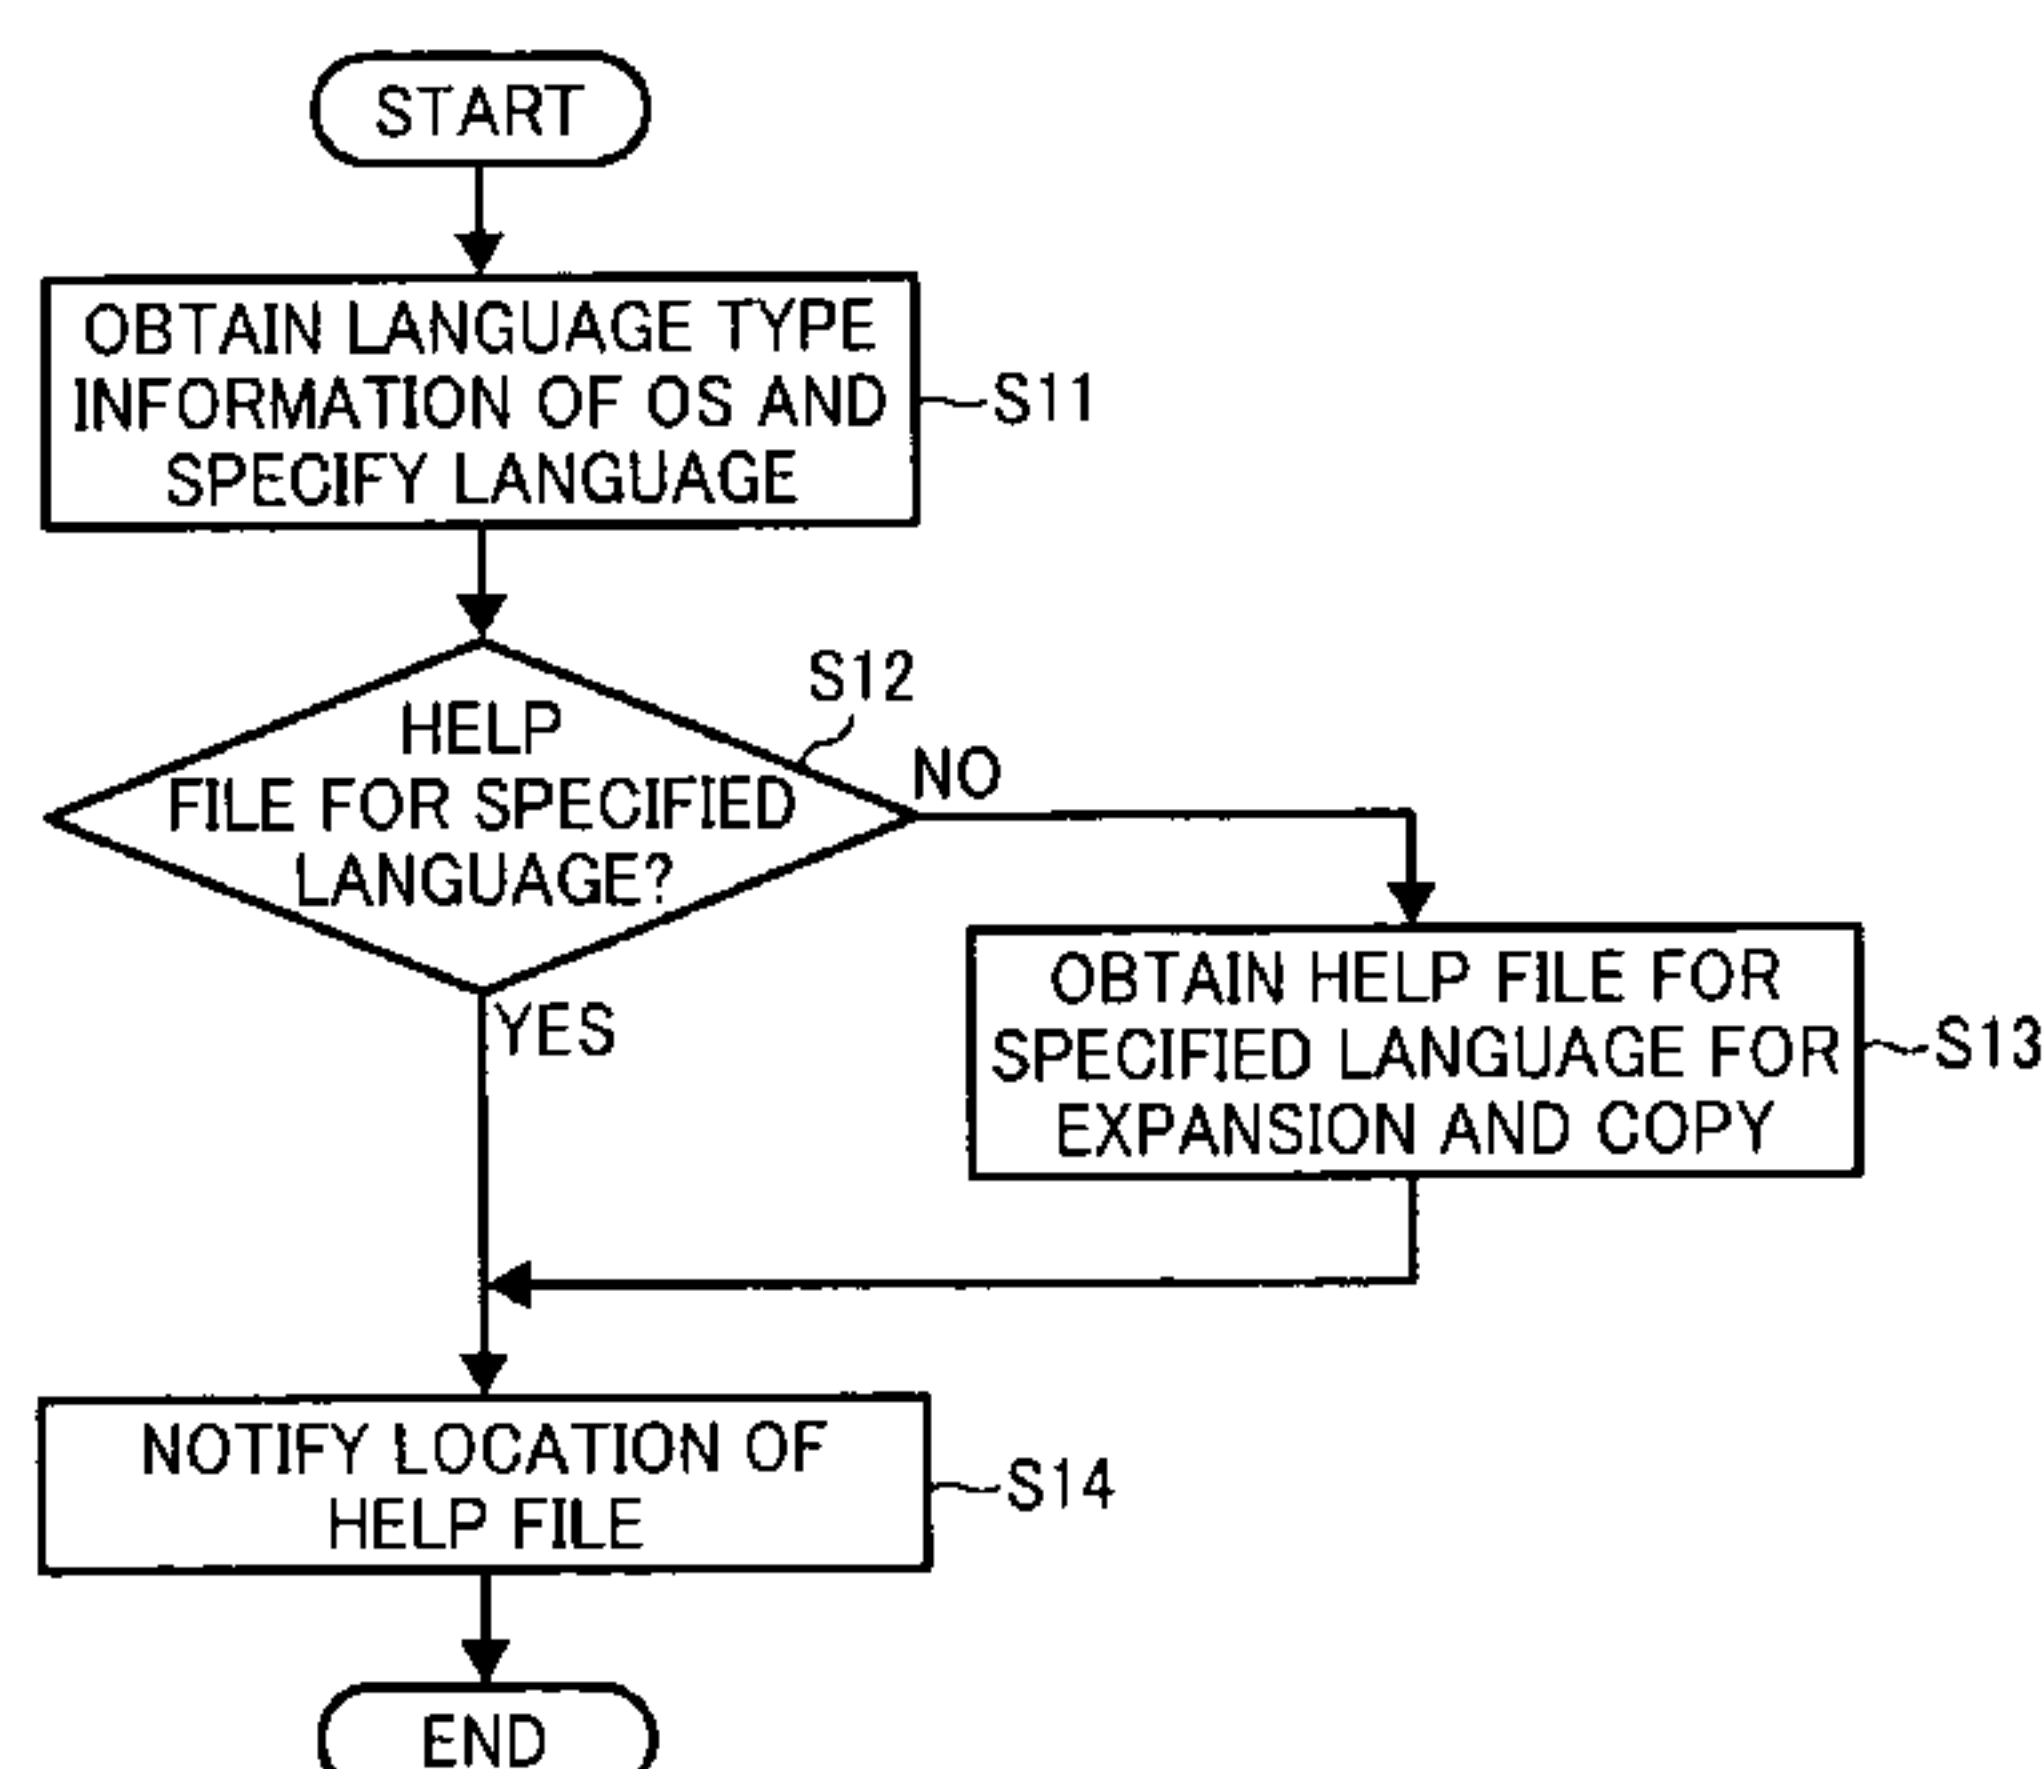 START
OBTAIN LANGUAGE TYPE
INFORMATION OF OS AND
SPECIFY LANGUAGE
S11
S12
HELP
FILE FOR SPECIFIED
LANGUAGE?
NO
YES
OBTAIN HELP FILE FOR
SPECIFIED LANGUAGE FOR
EXPANSION AND COPY
S13
NOTIFY LOCATION OF
HELP FILE
S14
END